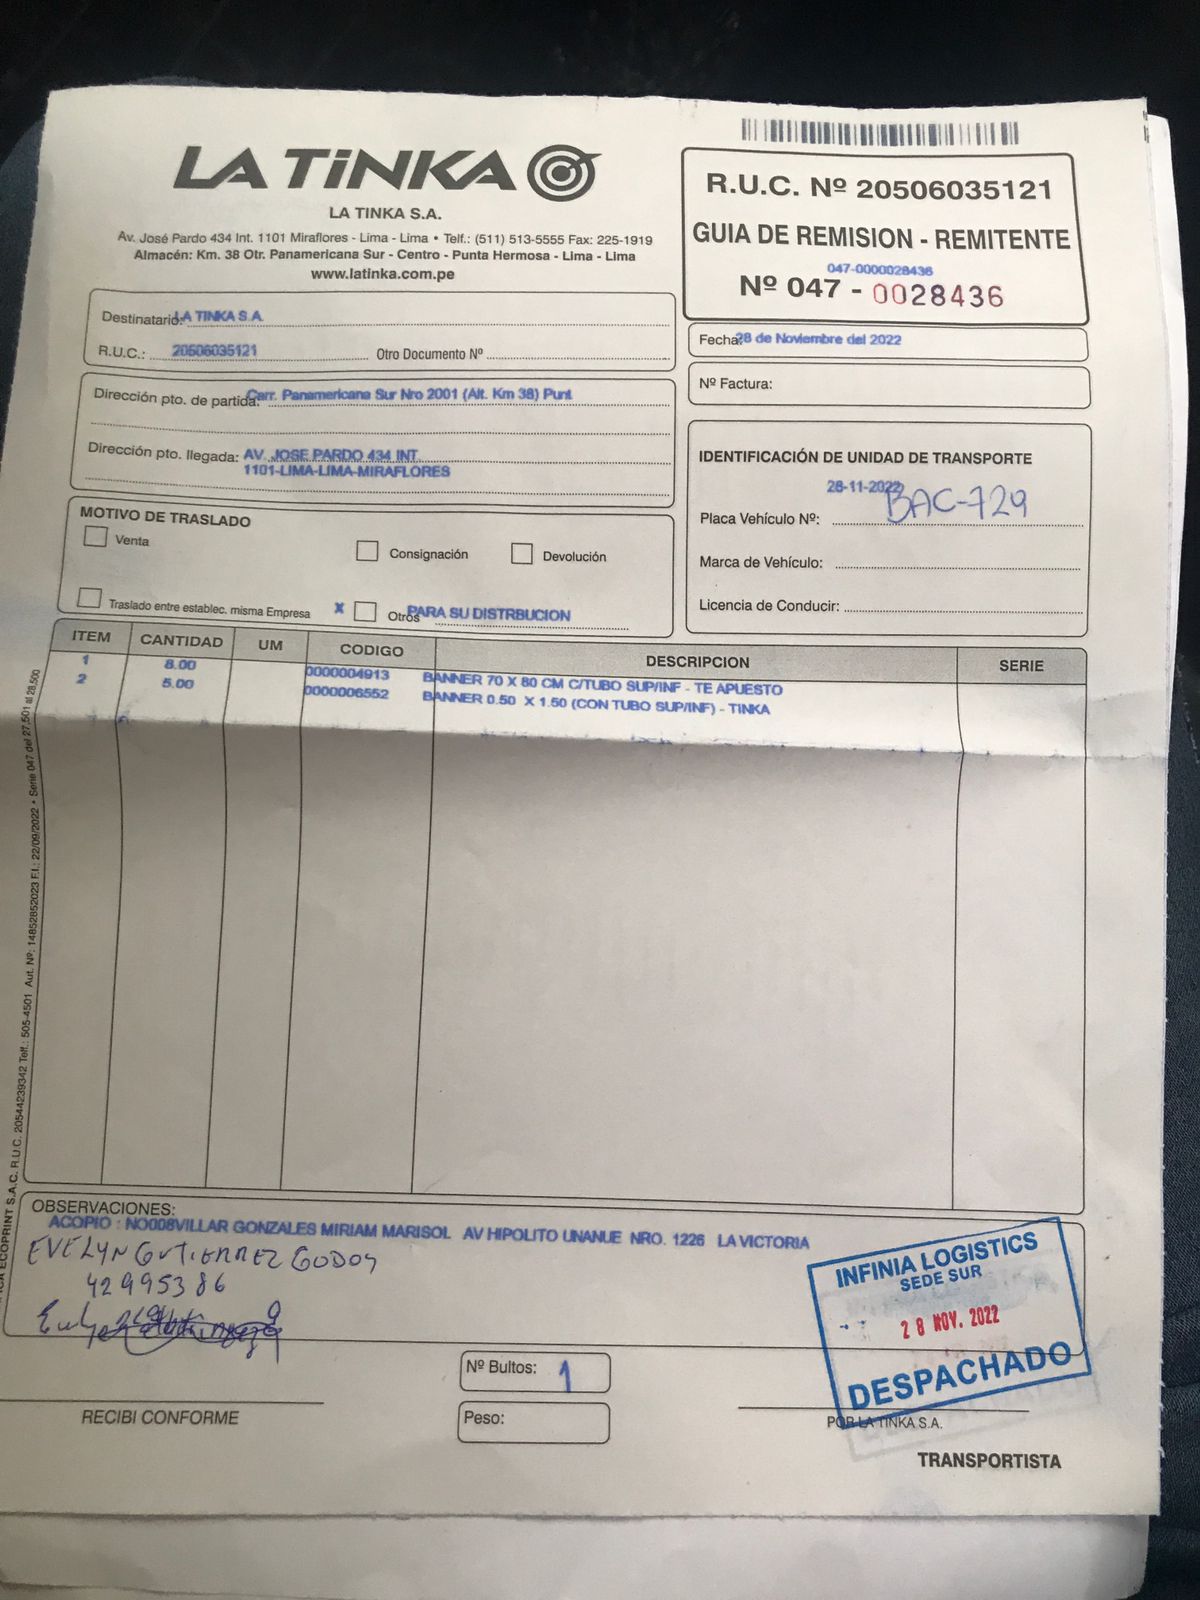 LA TiNKA
LA TINKA S.A.
Av. José Pardo 434 Int. 1101 Miraflores - Lima - Lima • Telf.: (511) 513-5555 Fax: 225-1919
Almacén: Km. 38 Otr. Panamericana Sur - Centro - Punta Hermosa - Lima - Lima
www.latinka.com.pe
R.U.C. Nº 20506035121
GUIA DE REMISION - REMITENTE
047-0000028436
Nº 047 - 0028436
Destinatario: LA TINKA S.A.
R.U.C.: 20506035121 Otro Documento Nº
Fecha: 28 de Noviembre del 2022
Nº Factura:
Dirección pto. de partida: Carr. Panamericana Sur Nro 2001 (Alt. Km 38) Punt
Dirección pto. llegada: AV. JOSE PARDO 434 INT.
1101-LIMA-LIMA-MIRAFLORES
IDENTIFICACIÓN DE UNIDAD DE TRANSPORTE
28-11-2022
Placa Vehículo Nº: BAC-729
Marca de Vehículo:
Licencia de Conducir:
MOTIVO DE TRASLADO
Venta
Consignación
Devolución
Traslado entre establec. misma Empresa
X Otros PARA SU DISTRBUCION
ITEM CANTIDAD UM CODIGO DESCRIPCION SERIE
1 8.00 0000004913 BANNER 70 X 80 CM C/TUBO SUP/INF - TE APUESTO
2 5.00 0000006552 BANNER 0.50 X 1.50 (CON TUBO SUP/INF) - TINKA
ECOPRINT S.A.C. R.U.C. 20544239342 Telf.: 505-4501 Aut. Nº: 14852852023 F.I.: 22/09/2022 • Serie 047 del 27,501 al 28,500
OBSERVACIONES:
ACOPIO : NO008VILLAR GONZALES MIRIAM MARISOL AV HIPOLITO UNANUE NRO. 1226 LA VICTORIA
EVELYN GUTIERREZ GODOY
42995386
INFINIA LOGISTICS
SEDE SUR
28 NOV. 2022
DESPACHADO
Nº Bultos: 1
Peso:
RECIBI CONFORME
POR LA TINKA S.A.
TRANSPORTISTA